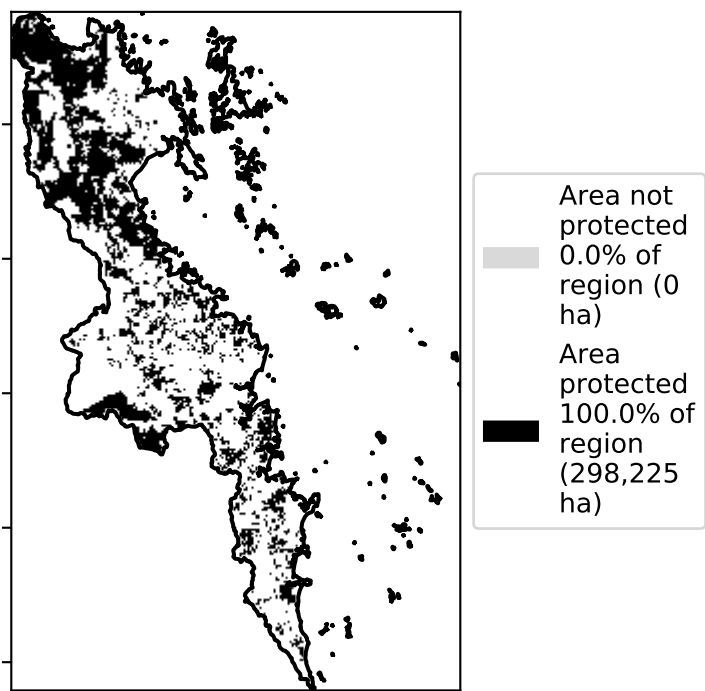 Area not
protected
0.0% of
region (0
ha)
Area
protected
100.0% of
region
(298,225
ha)